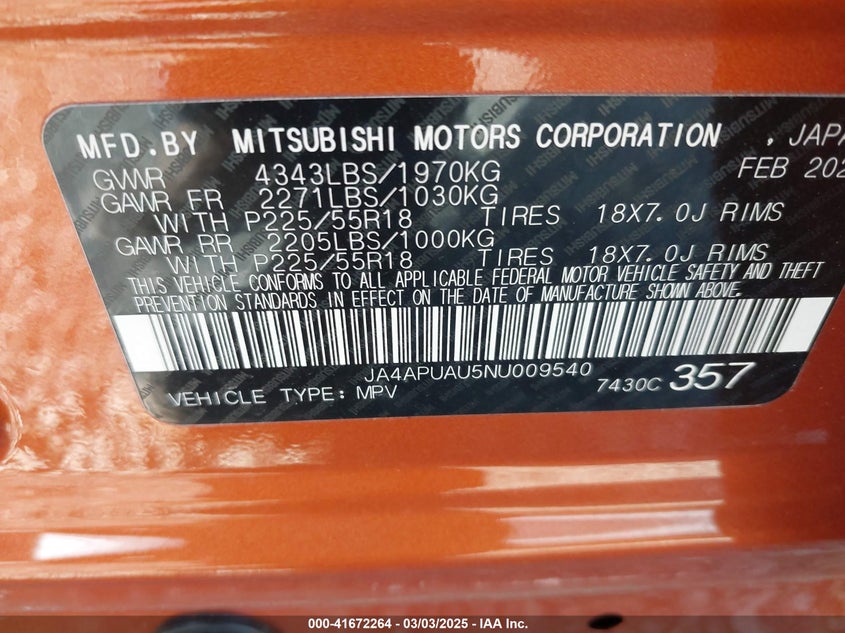 MFD.BY MITSUBISHI MOTORS CORPORATION , JAPA
GVWR 4343LBS/1970KG FEB 202
GAWR FR 2271LBS/1030KG
WITH P225/55R18 TIRES 18X7.0J RIMS
GAWR RR 2205LBS/1000KG
WITH P225/55R18 TIRES 18X7.0J RIMS
THIS VEHICLE CONFORMS TO ALL APPLICABLE FEDERAL MOTOR VEHICLE SAFETY AND THEFT
PREVENTION STANDARDS IN EFFECT ON THE DATE OF MANUFACTURE SHOWN ABOVE.
JA4APUAU5NU009540
VEHICLE TYPE: MPV 7430C 357
000-41672264 - 03/03/2025 - IAA Inc.